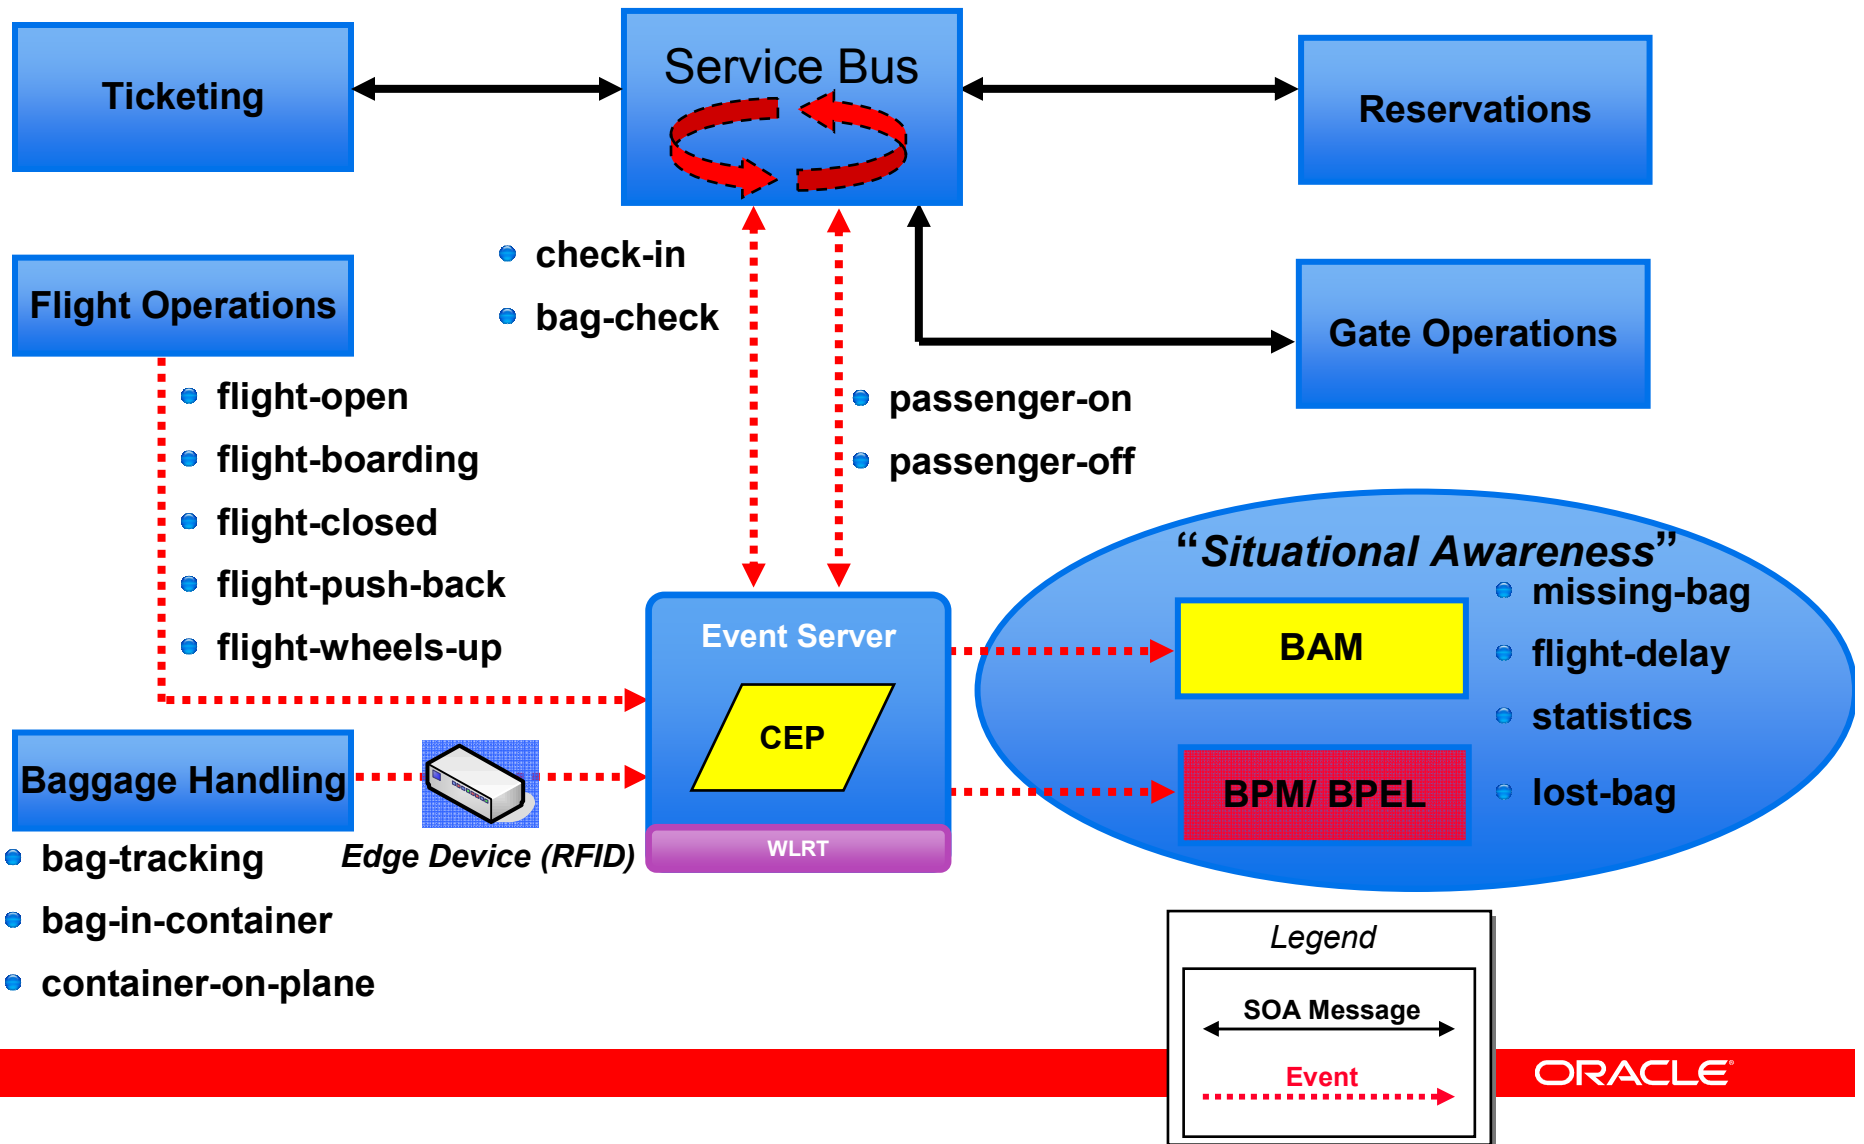 Ticketing
Service Bus
Reservations
check-in
bag-check
Flight Operations
Gate Operations
flight-open
flight-boarding
flight-closed
flight-push-back
flight-wheels-up
passenger-on
passenger-off
“Situational Awareness”
missing-bag
flight-delay
statistics
lost-bag
BAM
BPM/ BPEL
Event Server
CEP
WLRT
Baggage Handling
Edge Device (RFID)
bag-tracking
bag-in-container
container-on-plane
Legend
SOA Message
Event
ORACLE®